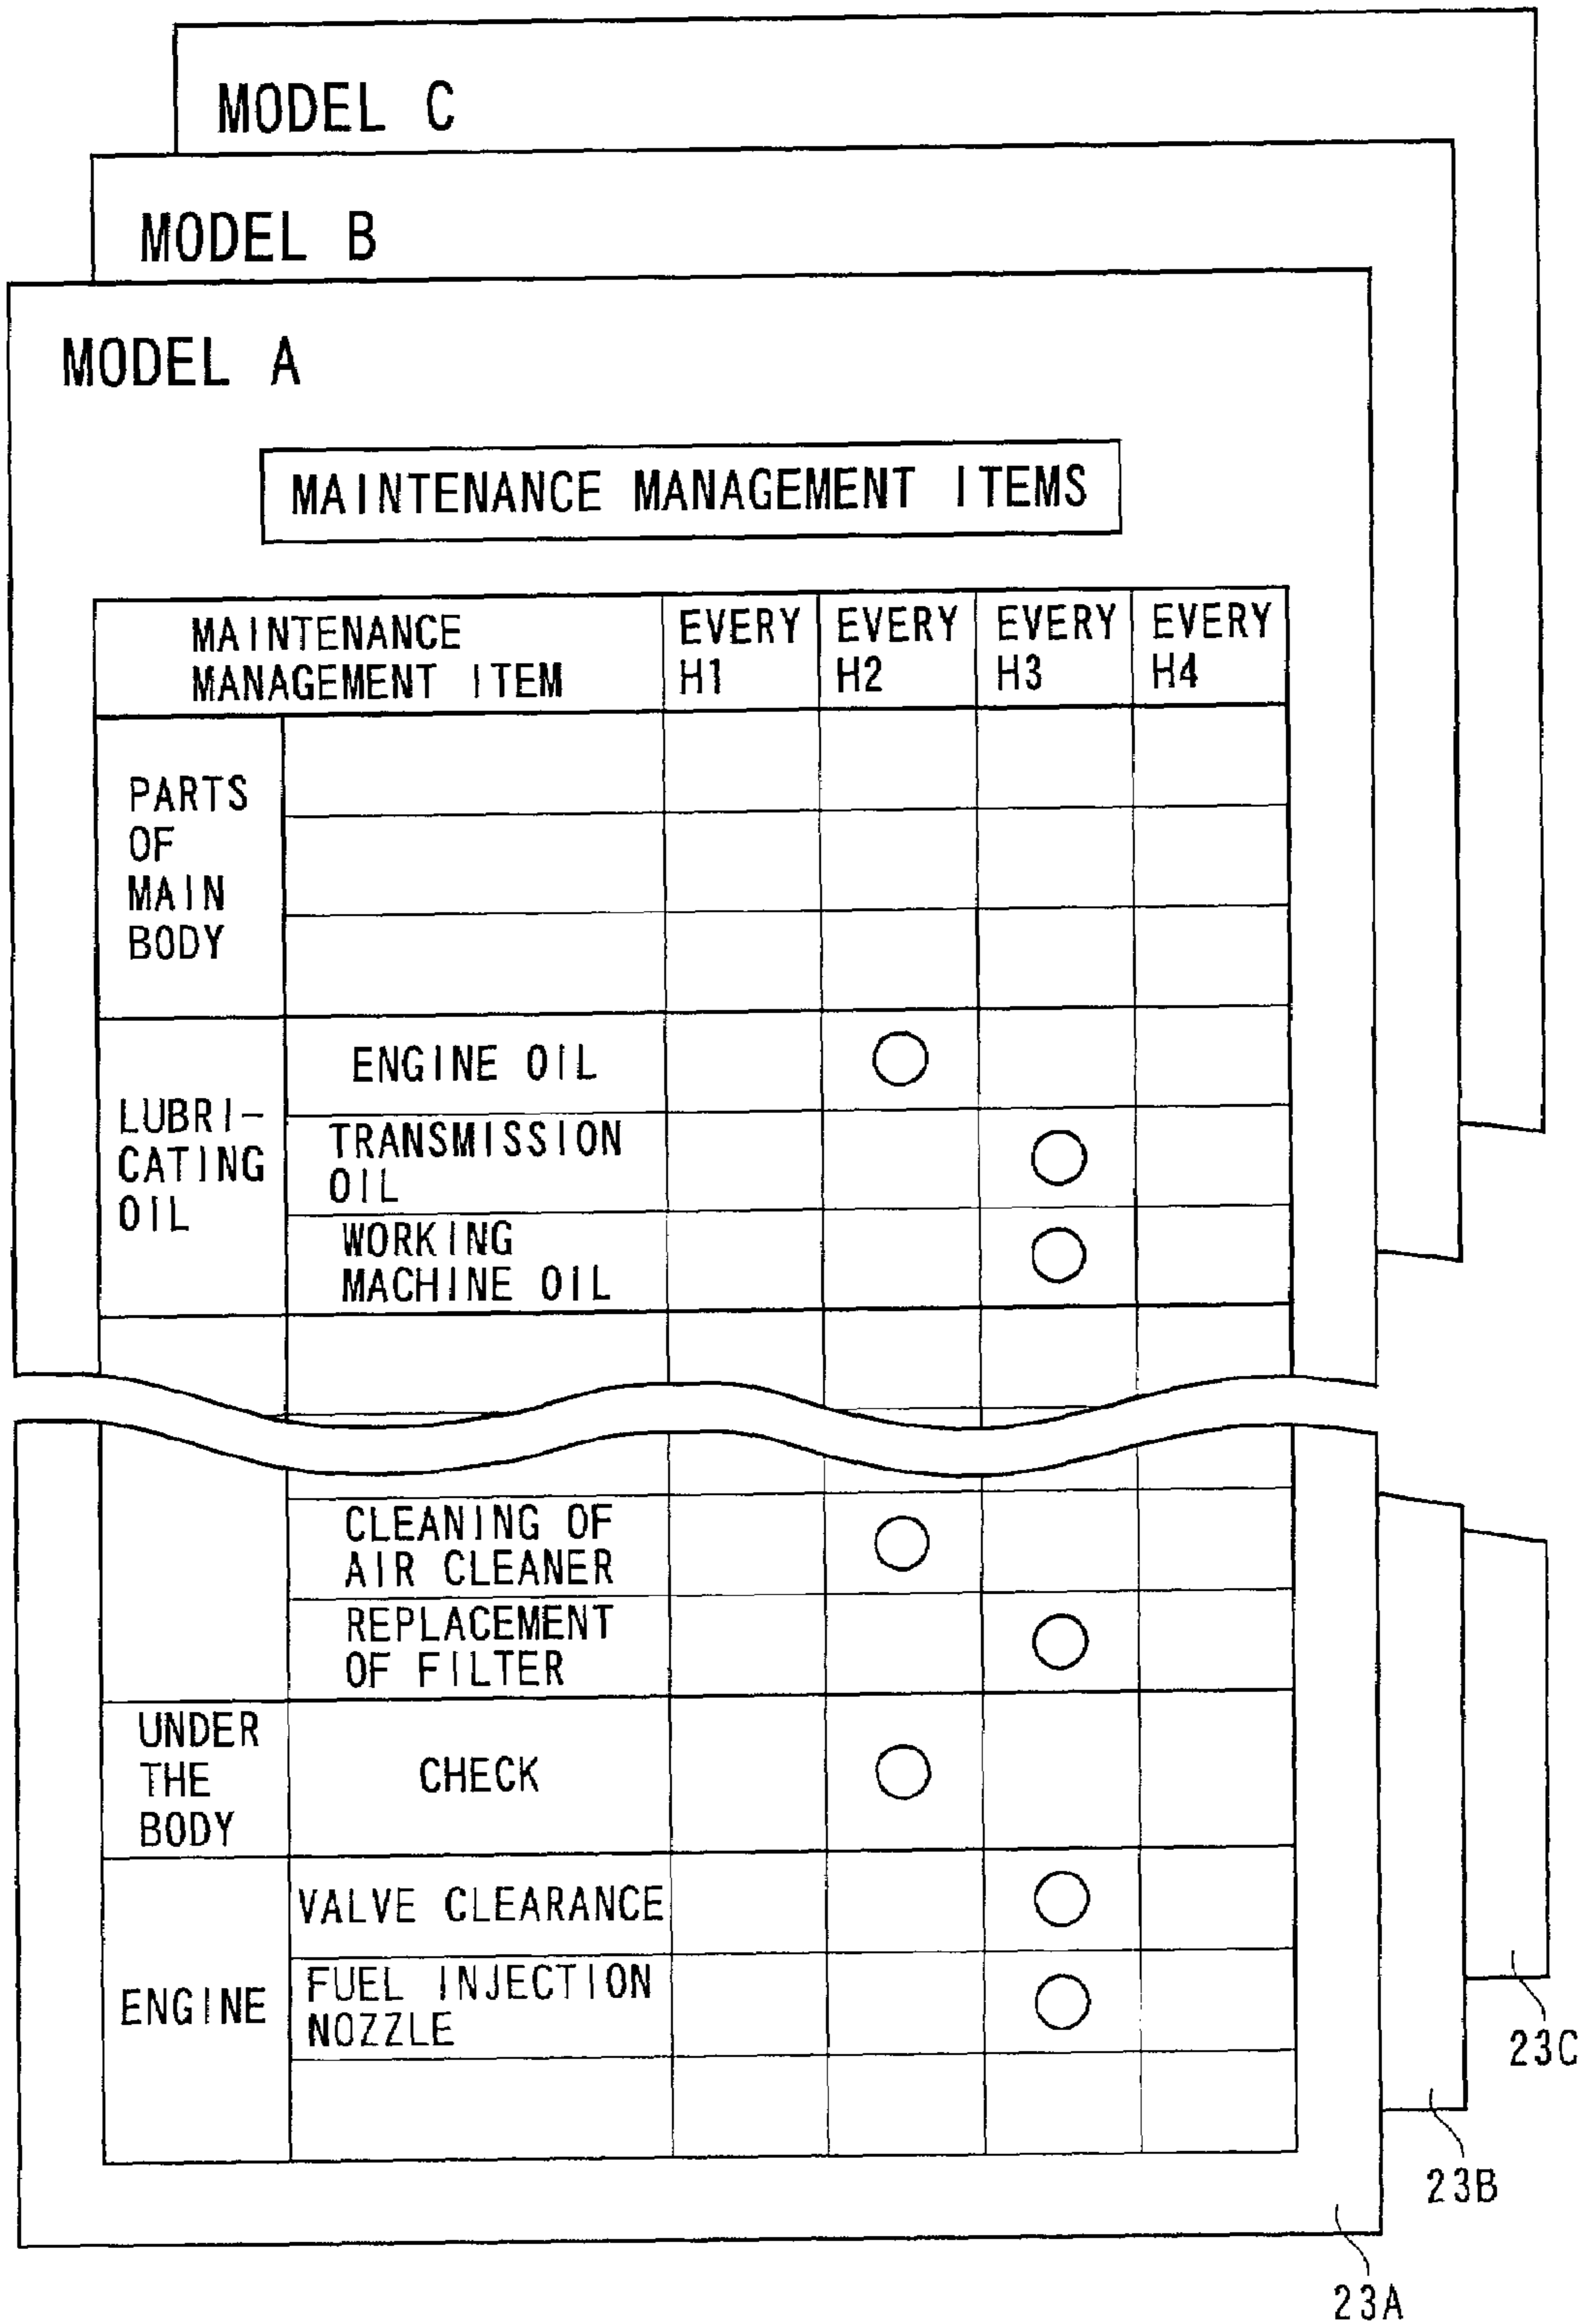 MODEL C
MODEL B
MODEL A
MAINTENANCE MANAGEMENT ITEMS
MAINTENANCE
MANAGEMENT ITEM
EVERY
H1
EVERY
H2
EVERY
H3
EVERY
H4
PARTS
OF
MAIN
BODY
LUBRI-
CATING
OIL
ENGINE OIL
TRANSMISSION
OIL
WORKING
MACHINE OIL
CLEANING OF
AIR CLEANER
REPLACEMENT
OF FILTER
UNDER
THE
BODY
CHECK
ENGINE
VALVE CLEARANCE
FUEL INJECTION
NOZZLE
23C
23B
23A